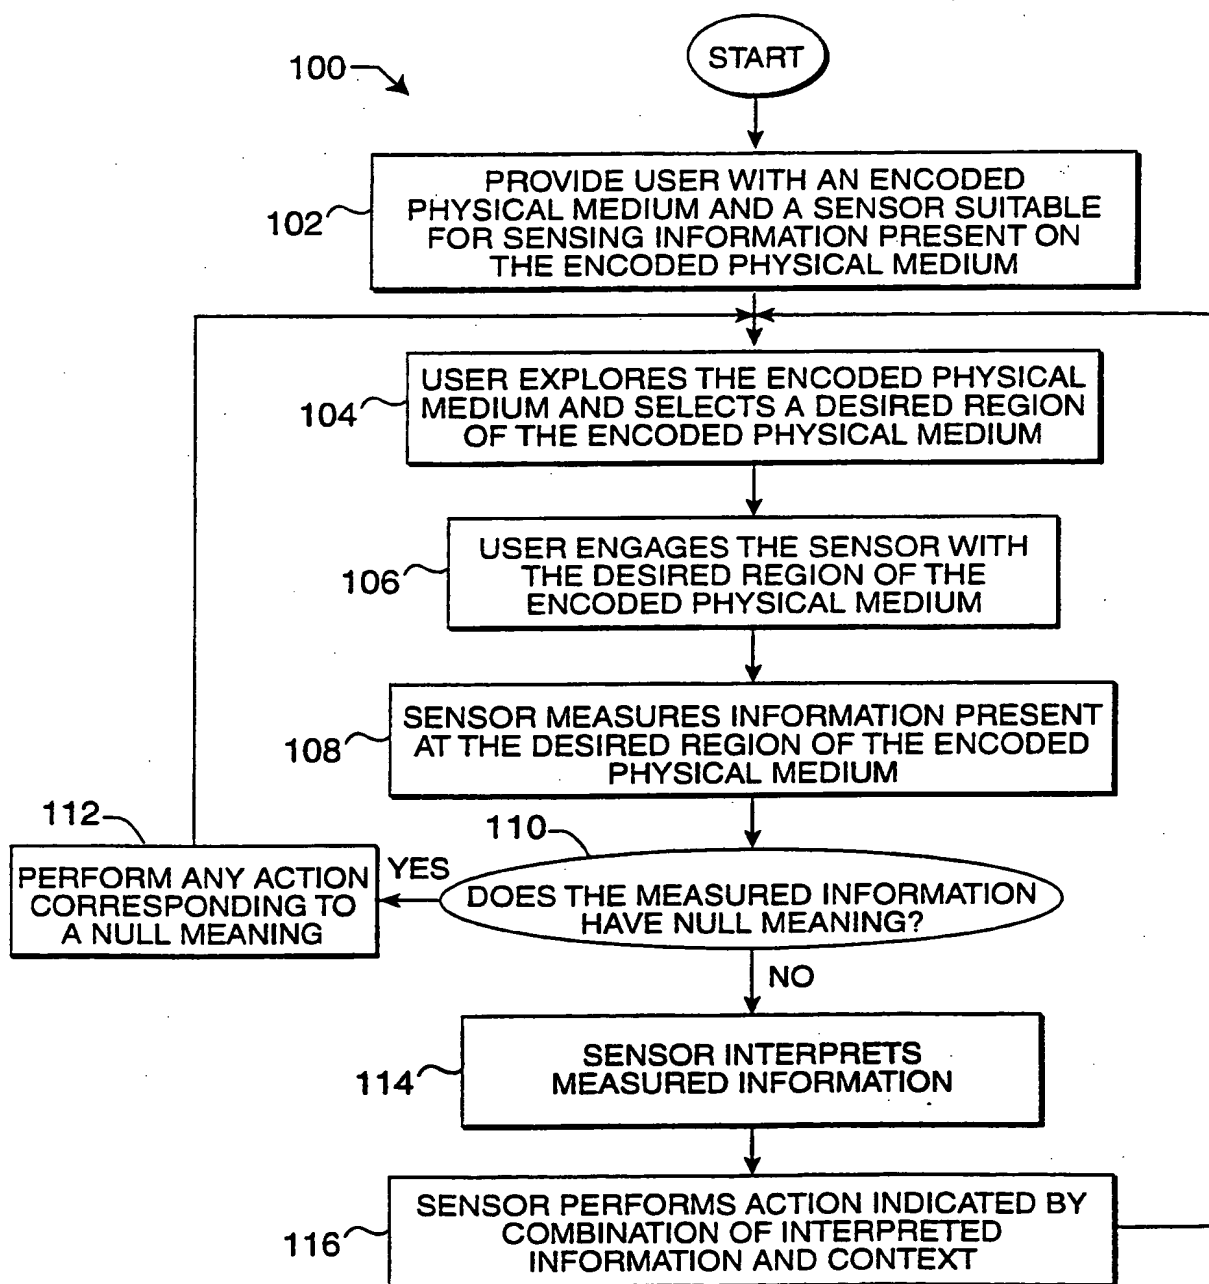 START
100
PROVIDE USER WITH AN ENCODED
PHYSICAL MEDIUM AND A SENSOR SUITABLE
FOR SENSING INFORMATION PRESENT ON
THE ENCODED PHYSICAL MEDIUM
102
USER EXPLORES THE ENCODED PHYSICAL
MEDIUM AND SELECTS A DESIRED REGION
OF THE ENCODED PHYSICAL MEDIUM
104
USER ENGAGES THE SENSOR WITH
THE DESIRED REGION OF THE
ENCODED PHYSICAL MEDIUM
106
SENSOR MEASURES INFORMATION PRESENT
AT THE DESIRED REGION OF THE ENCODED
PHYSICAL MEDIUM
108
110
DOES THE MEASURED INFORMATION
HAVE NULL MEANING?
YES
112
PERFORM ANY ACTION
CORRESPONDING TO
A NULL MEANING
NO
SENSOR INTERPRETS
MEASURED INFORMATION
114
SENSOR PERFORMS ACTION INDICATED BY
COMBINATION OF INTERPRETED
INFORMATION AND CONTEXT
116